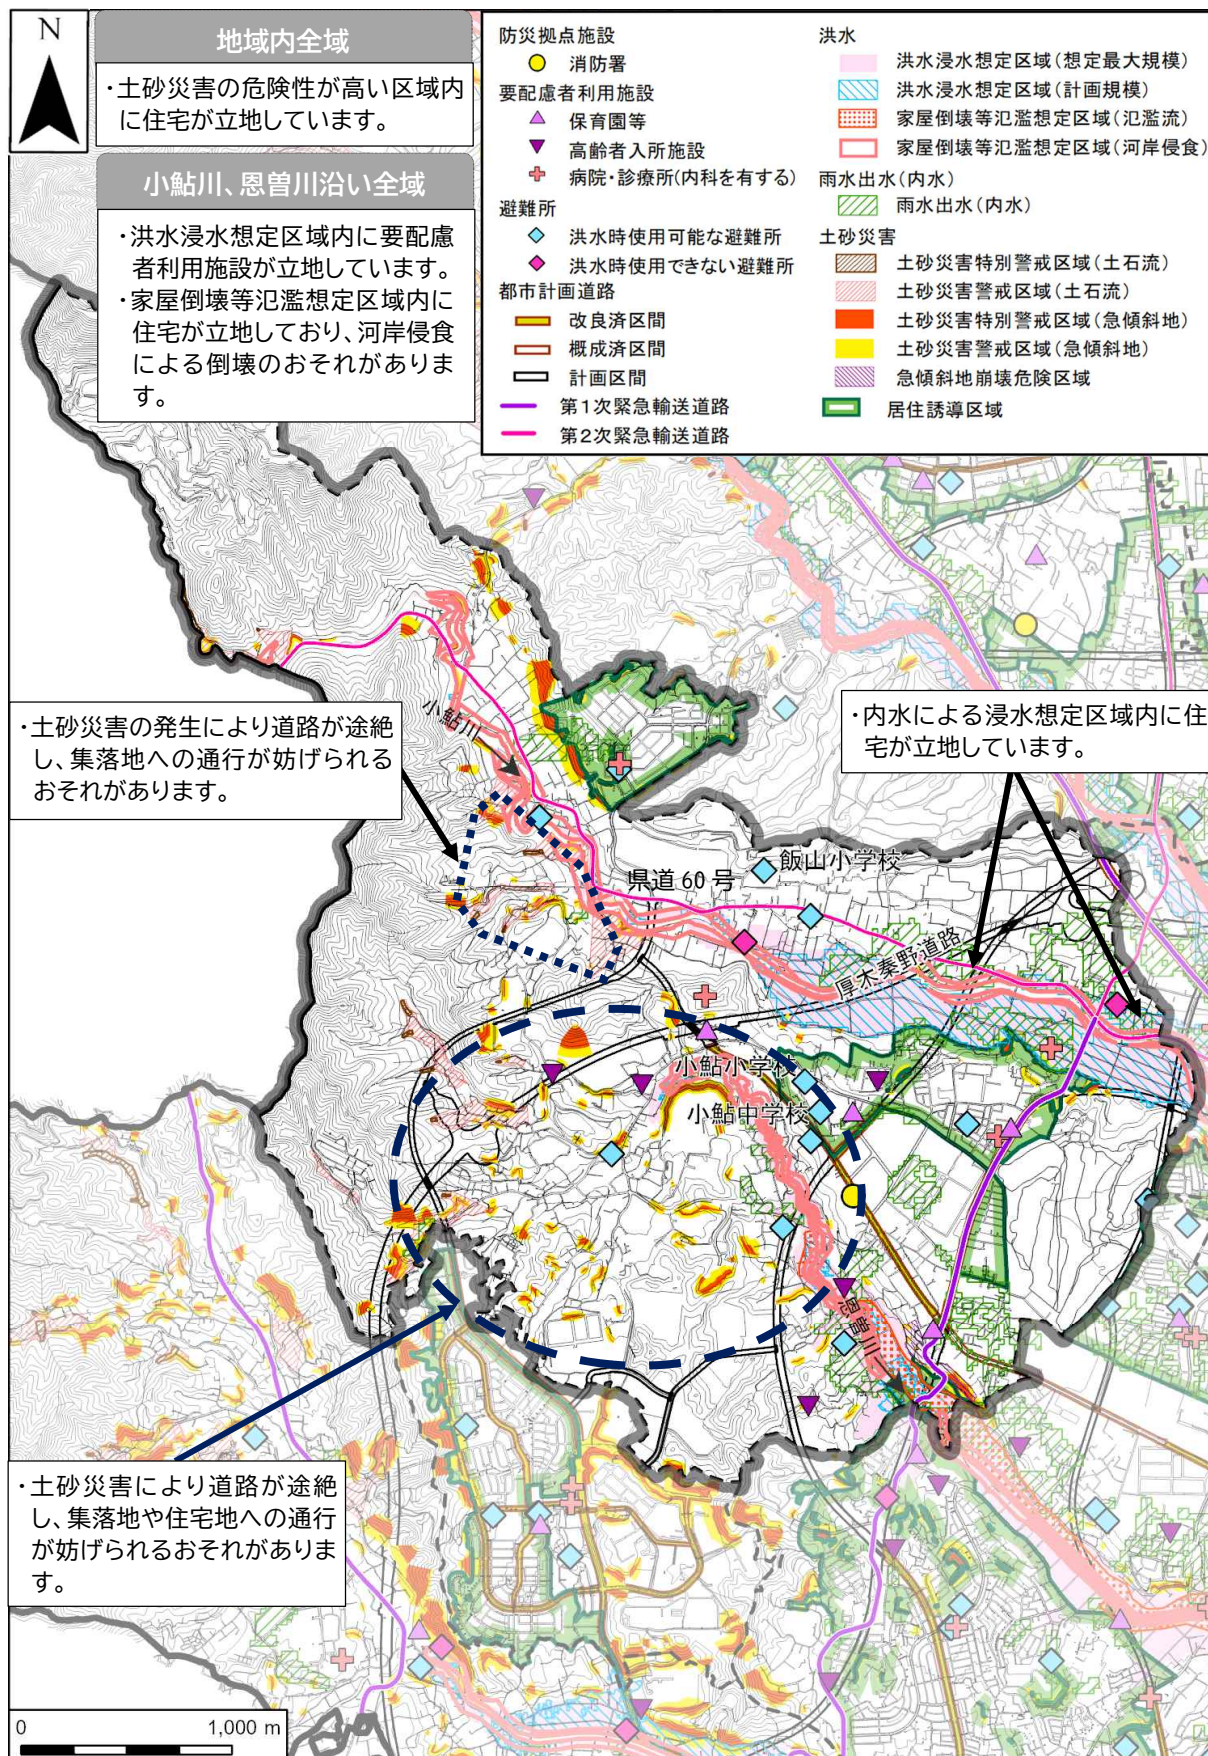 N
地域内全域
・土砂災害の危険性が高い区域内
に住宅が立地しています。
小鮎川、恩曽川沿い全域
・洪水浸水想定区域内に要配慮
者利用施設が立地しています。
・家屋倒壊等氾濫想定区域内に
住宅が立地しており、河岸侵食
による倒壊のおそれがありま
す。
防災拠点施設
消防署
要配慮者利用施設
保育園等
高齢者入所施設
病院・診療所(内科を有する)
避難所
洪水時使用可能な避難所
洪水時使用できない避難所
都市計画道路
改良済区間
概成済区間
計画区間
第1次緊急輸送道路
第2次緊急輸送道路
洪水
洪水浸水想定区域(想定最大規模)
洪水浸水想定区域(計画規模)
家屋倒壊等氾濫想定区域(氾濫流)
家屋倒壊等氾濫想定区域(河岸侵食)
雨水出水(内水)
雨水出水(内水)
土砂災害
土砂災害特別警戒区域(土石流)
土砂災害警戒区域(土石流)
土砂災害特別警戒区域(急傾斜地)
土砂災害警戒区域(急傾斜地)
急傾斜地崩壊危険区域
居住誘導区域
小鮎川
・土砂災害の発生により道路が途絶
し、集落地への通行が妨げられる
おそれがあります。
・内水による浸水想定区域内に住
宅が立地しています。
飯山小学校
県道60号
厚木秦野道路
小鮎小学校
小鮎中学校
恩曽川
・土砂災害により道路が途絶
し、集落地や住宅地への通行
が妨げられるおそれがありま
す。
0 1,000 m